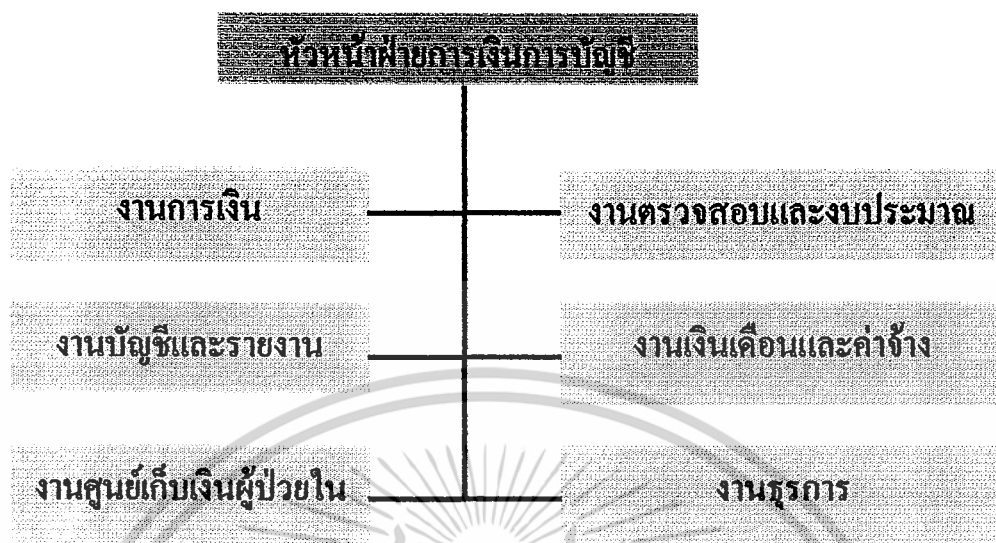 หัวหน้าฝ่ายการเงินการบัญชี
งานการเงิน
งานตรวจสอบและงบประมาณ
งานบัญชีและรายงาน
งานเงินเดือนและค่าจ้าง
งานศูนย์เก็บเงินผู้ป่วยใน
งานธุรการ